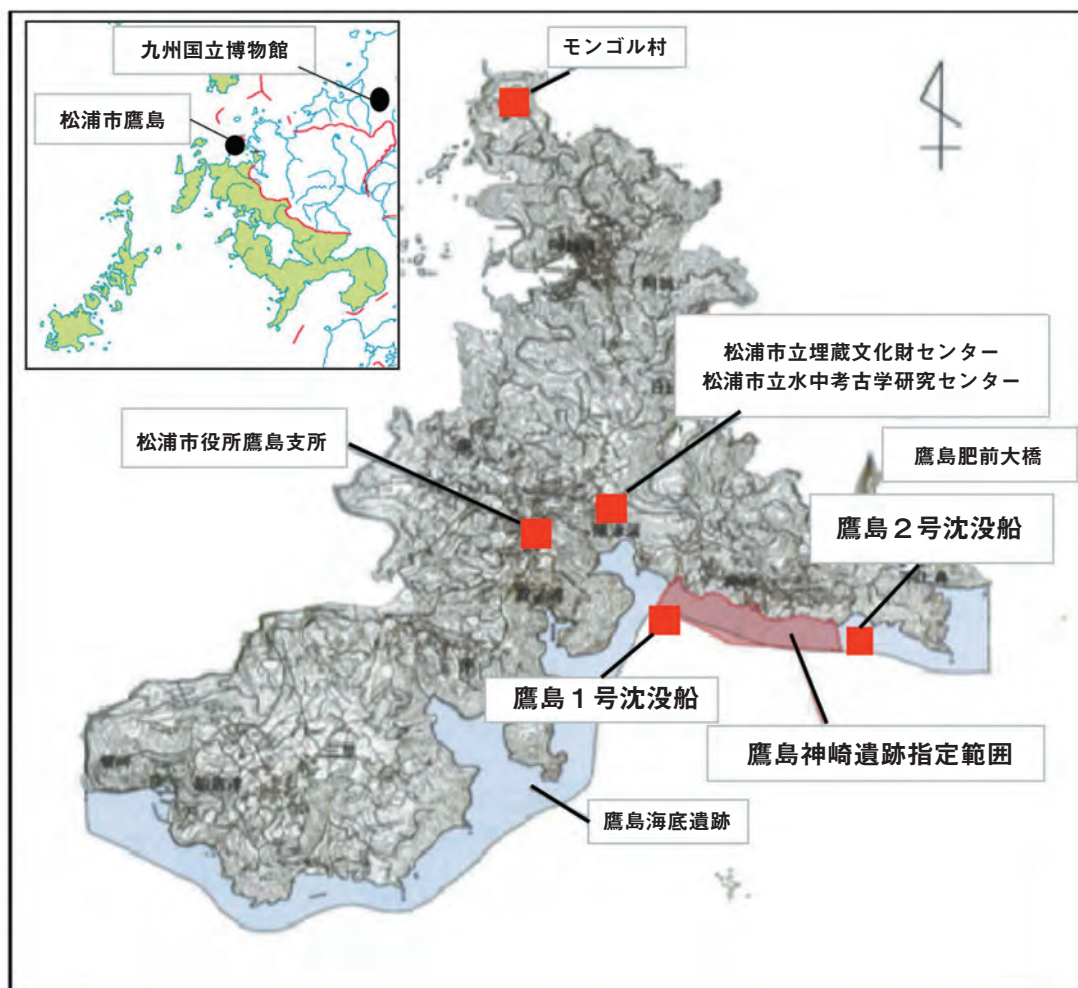 九州国立博物館
松浦市鷹島
モンゴル村
松浦市立埋蔵文化財センター
松浦市立水中考古学研究センター
松浦市役所鷹島支所
鷹島肥前大橋
鷹島2号沈没船
鷹島1号沈没船
鷹島神崎遺跡指定範囲
鷹島海底遺跡